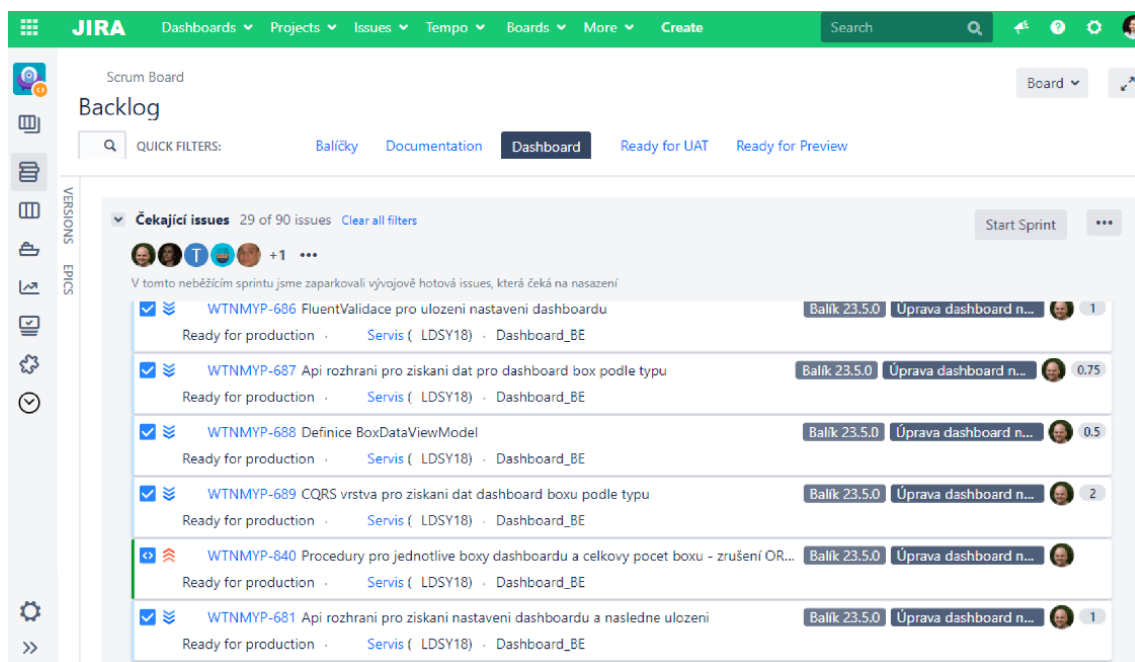 JIRA Dashboards Projects Issues Tempo Boards More Create Search
Scrum Board
Board
Backlog
QUICK FILTERS: Balíčky Documentation Dashboard Ready for UAT Ready for Preview
VERSIONS
EPICS
Čekající issues 29 of 90 issues Clear all filters
Start Sprint
T +1
V tomto neběžícím sprintu jsme zaparkovali vývojově hotová issues, která čeká na nasazení
WTNMYP-686 FluentValidace pro ulozeni nastaveni dashboardu Balík 23.5.0 Úprava dashboard n... 1
Ready for production · Servis ( LDSY18) · Dashboard_BE
WTNMYP-687 Api rozhrani pro ziskani dat pro dashboard box podle typu Balík 23.5.0 Úprava dashboard n... 0.75
Ready for production · Servis ( LDSY18) · Dashboard_BE
WTNMYP-688 Definice BoxDataViewModel Balík 23.5.0 Úprava dashboard n... 0.5
Ready for production · Servis ( LDSY18) · Dashboard_BE
WTNMYP-689 CQRS vrstva pro ziskani dat dashboard boxu podle typu Balík 23.5.0 Úprava dashboard n... 2
Ready for production · Servis ( LDSY18) · Dashboard_BE
WTNMYP-840 Procedury pro jednotlive boxy dashboardu a celkovy pocet boxu - zrušení OR... Balík 23.5.0 Úprava dashboard n...
Ready for production · Servis ( LDSY18) · Dashboard_BE
WTNMYP-681 Api rozhrani pro ziskani nastaveni dashboardu a nasledne ulozeni Balík 23.5.0 Úprava dashboard n... 1
Ready for production · Servis ( LDSY18) · Dashboard_BE